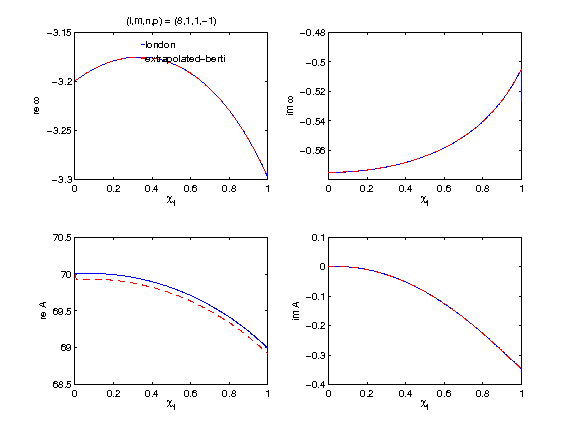 (l,m,n,p) = (8,1,1,−1)
−3.15
−3.2
−3.25
−3.3
re ω
london
extrapolated−berti
0 0.2 0.4 0.6 0.8 1
χf
−0.48
−0.5
−0.52
−0.54
−0.56
im ω
0 0.2 0.4 0.6 0.8 1
χf
70.5
70
69.5
69
68.5
re A
0 0.2 0.4 0.6 0.8 1
χf
0.1
0
−0.1
−0.2
−0.3
−0.4
im A
0 0.2 0.4 0.6 0.8 1
χf